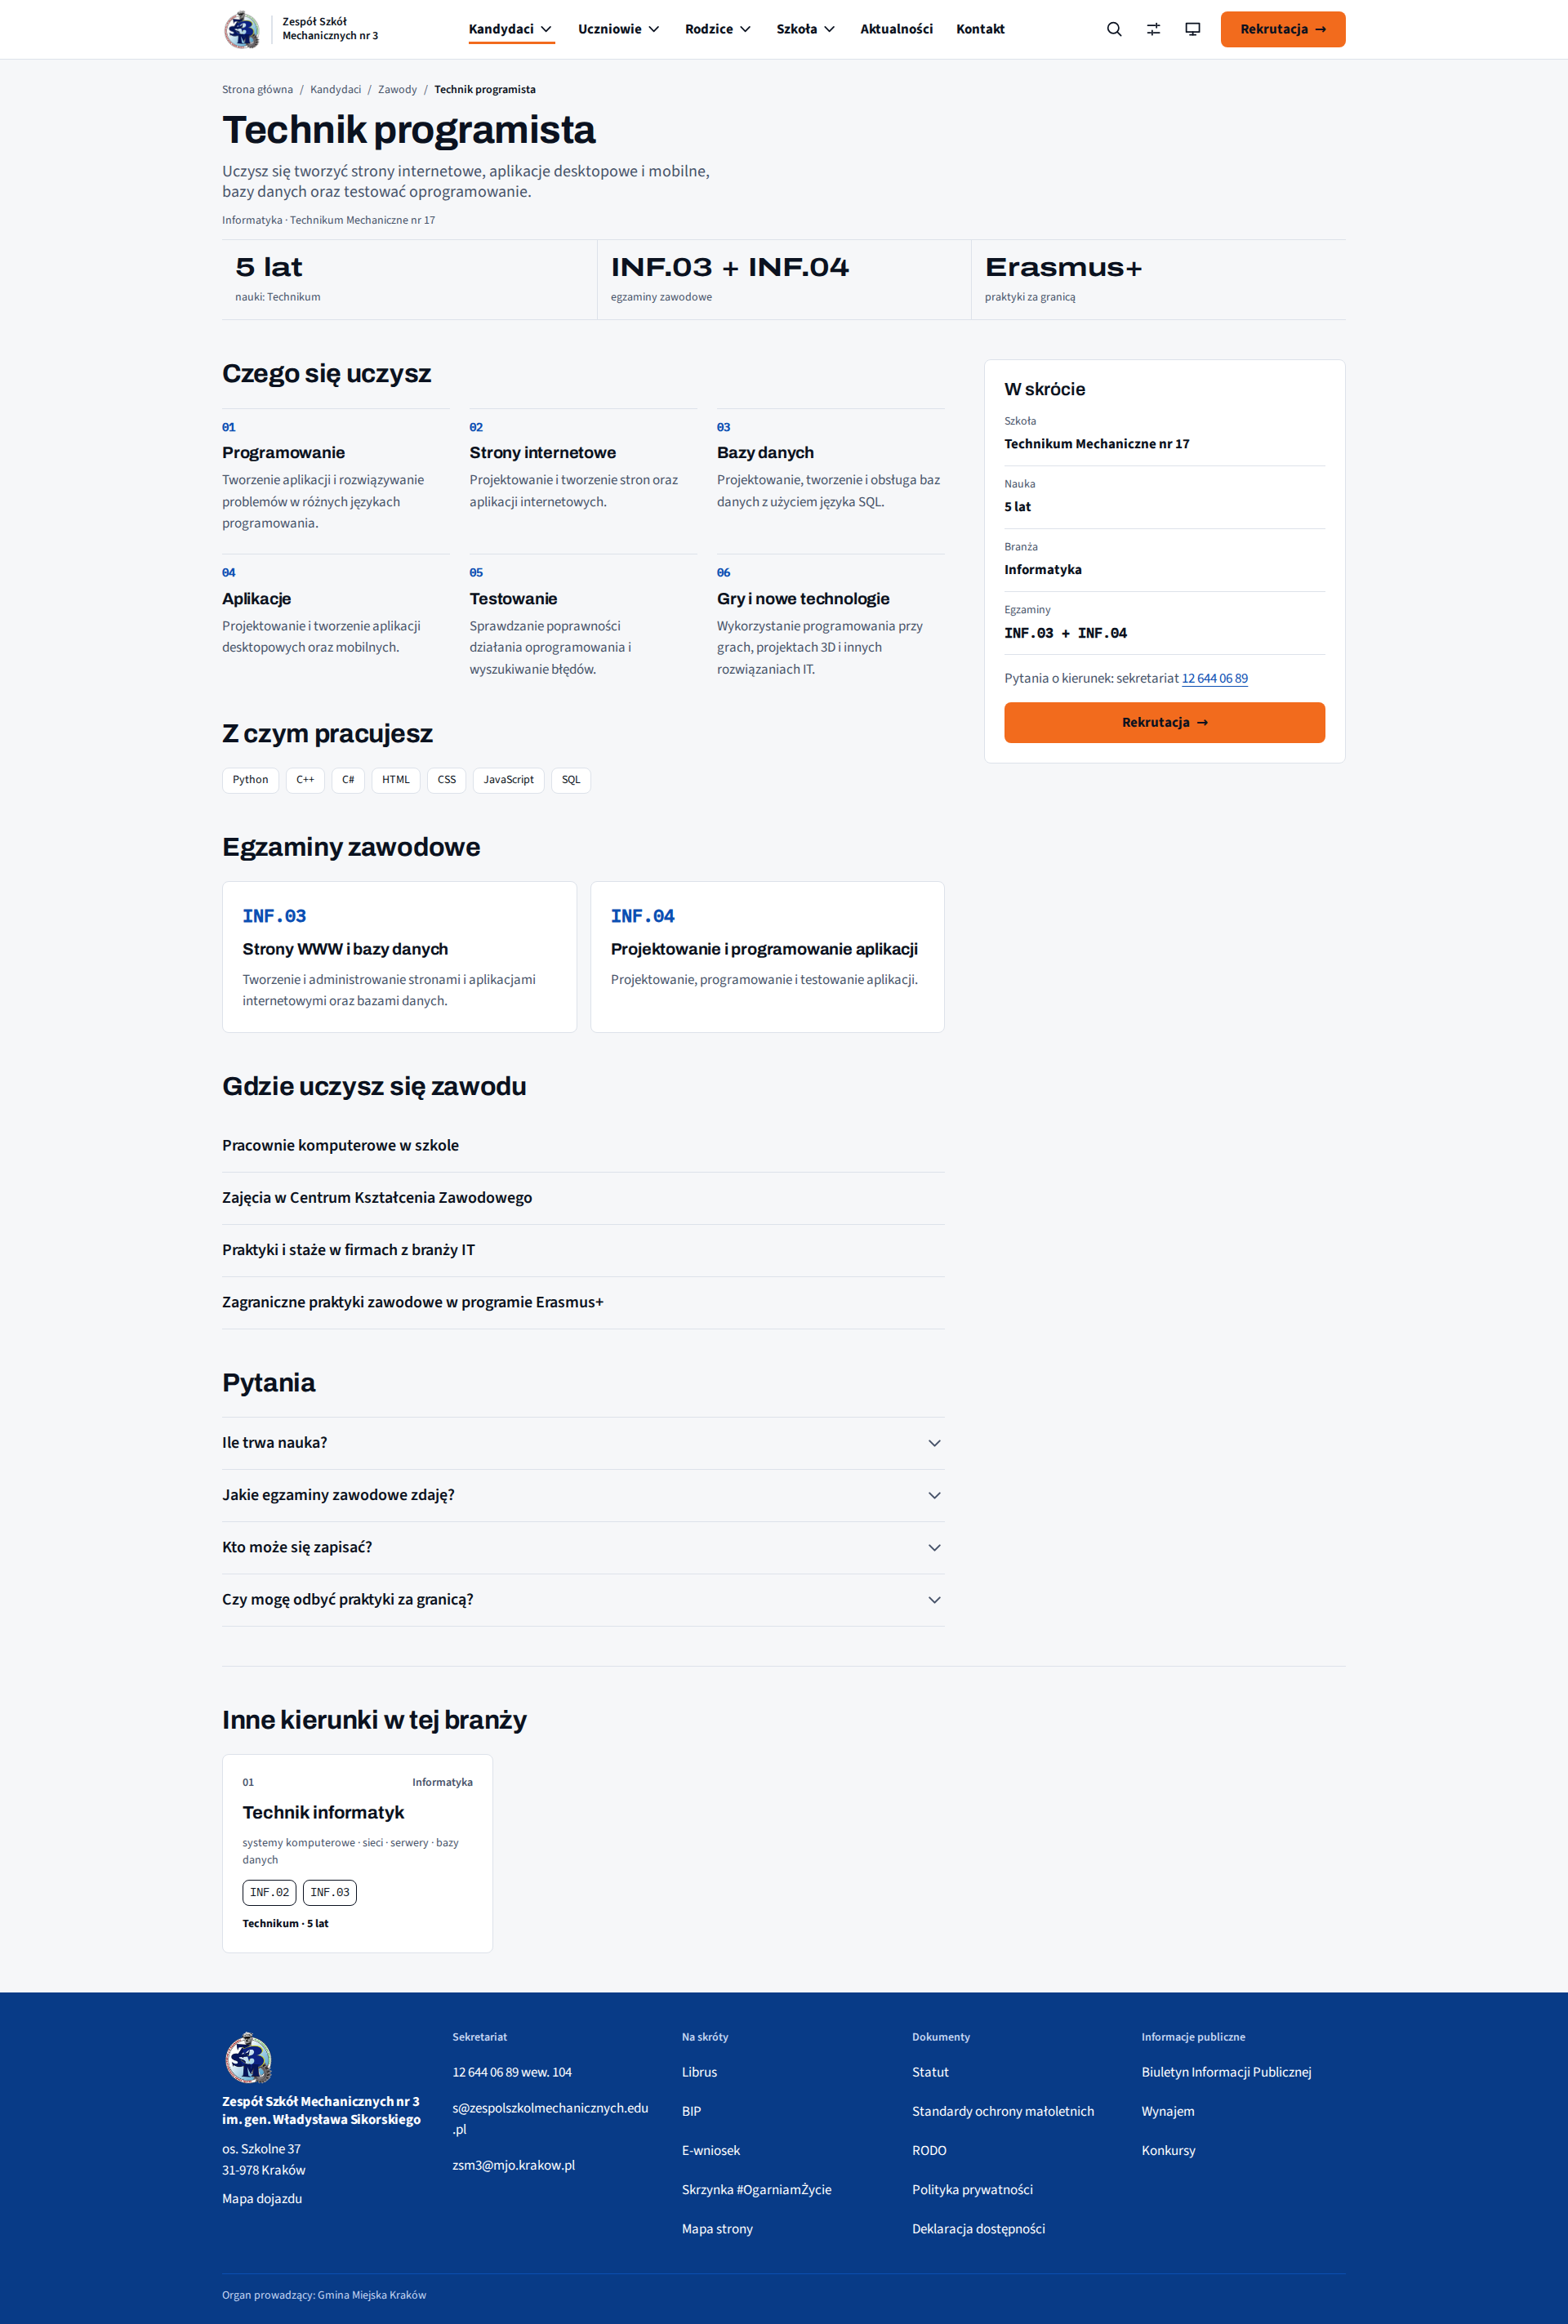 Zespół Szkół
Mechanicznych nr 3
Kandydaci
Uczniowie
Rodzice
Szkoła
Aktualności
Kontakt
Rekrutacja →
Strona główna / Kandydaci / Zawody / Technik programista
Technik programista
Uczysz się tworzyć strony internetowe, aplikacje desktopowe i mobilne,
bazy danych oraz testować oprogramowanie.
Informatyka · Technikum Mechaniczne nr 17
5 lat
nauki: Technikum
INF.03 + INF.04
egzaminy zawodowe
Erasmus+
praktyki za granicą
Czego się uczysz
01
Programowanie
Tworzenie aplikacji i rozwiązywanie
problemów w różnych językach
programowania.
02
Strony internetowe
Projektowanie i tworzenie stron oraz
aplikacji internetowych.
03
Bazy danych
Projektowanie, tworzenie i obsługa baz
danych z użyciem języka SQL.
04
Aplikacje
Projektowanie i tworzenie aplikacji
desktopowych oraz mobilnych.
05
Testowanie
Sprawdzanie poprawności
działania oprogramowania i
wyszukiwanie błędów.
06
Gry i nowe technologie
Wykorzystanie programowania przy
grach, projektach 3D i innych
rozwiązaniach IT.
W skrócie
Szkoła
Technikum Mechaniczne nr 17
Nauka
5 lat
Branża
Informatyka
Egzaminy
INF.03 + INF.04
Pytania o kierunek: sekretariat 12 644 06 89
Rekrutacja →
Z czym pracujesz
Python
C++
C#
HTML
CSS
JavaScript
SQL
Egzaminy zawodowe
INF.03
Strony WWW i bazy danych
Tworzenie i administrowanie stronami i aplikacjami
internetowymi oraz bazami danych.
INF.04
Projektowanie i programowanie aplikacji
Projektowanie, programowanie i testowanie aplikacji.
Gdzie uczysz się zawodu
Pracownie komputerowe w szkole
Zajęcia w Centrum Kształcenia Zawodowego
Praktyki i staże w firmach z branży IT
Zagraniczne praktyki zawodowe w programie Erasmus+
Pytania
Ile trwa nauka?
Jakie egzaminy zawodowe zdaję?
Kto może się zapisać?
Czy mogę odbyć praktyki za granicą?
Inne kierunki w tej branży
01
Informatyka
Technik informatyk
systemy komputerowe · sieci · serwery · bazy
danych
INF.02
INF.03
Technikum · 5 lat
Zespół Szkół Mechanicznych nr 3
im. gen. Władysława Sikorskiego
os. Szkolne 37
31-978 Kraków
Mapa dojazdu
Sekretariat
12 644 06 89 wew. 104
s@zespolszkolmechanicznych.edu
.pl
zsm3@mjo.krakow.pl
Na skróty
Librus
BIP
E-wniosek
Skrzynka #OgarniamŻycie
Mapa strony
Dokumenty
Statut
Standardy ochrony małoletnich
RODO
Polityka prywatności
Deklaracja dostępności
Informacje publiczne
Biuletyn Informacji Publicznej
Wynajem
Konkursy
Organ prowadzący: Gmina Miejska Kraków